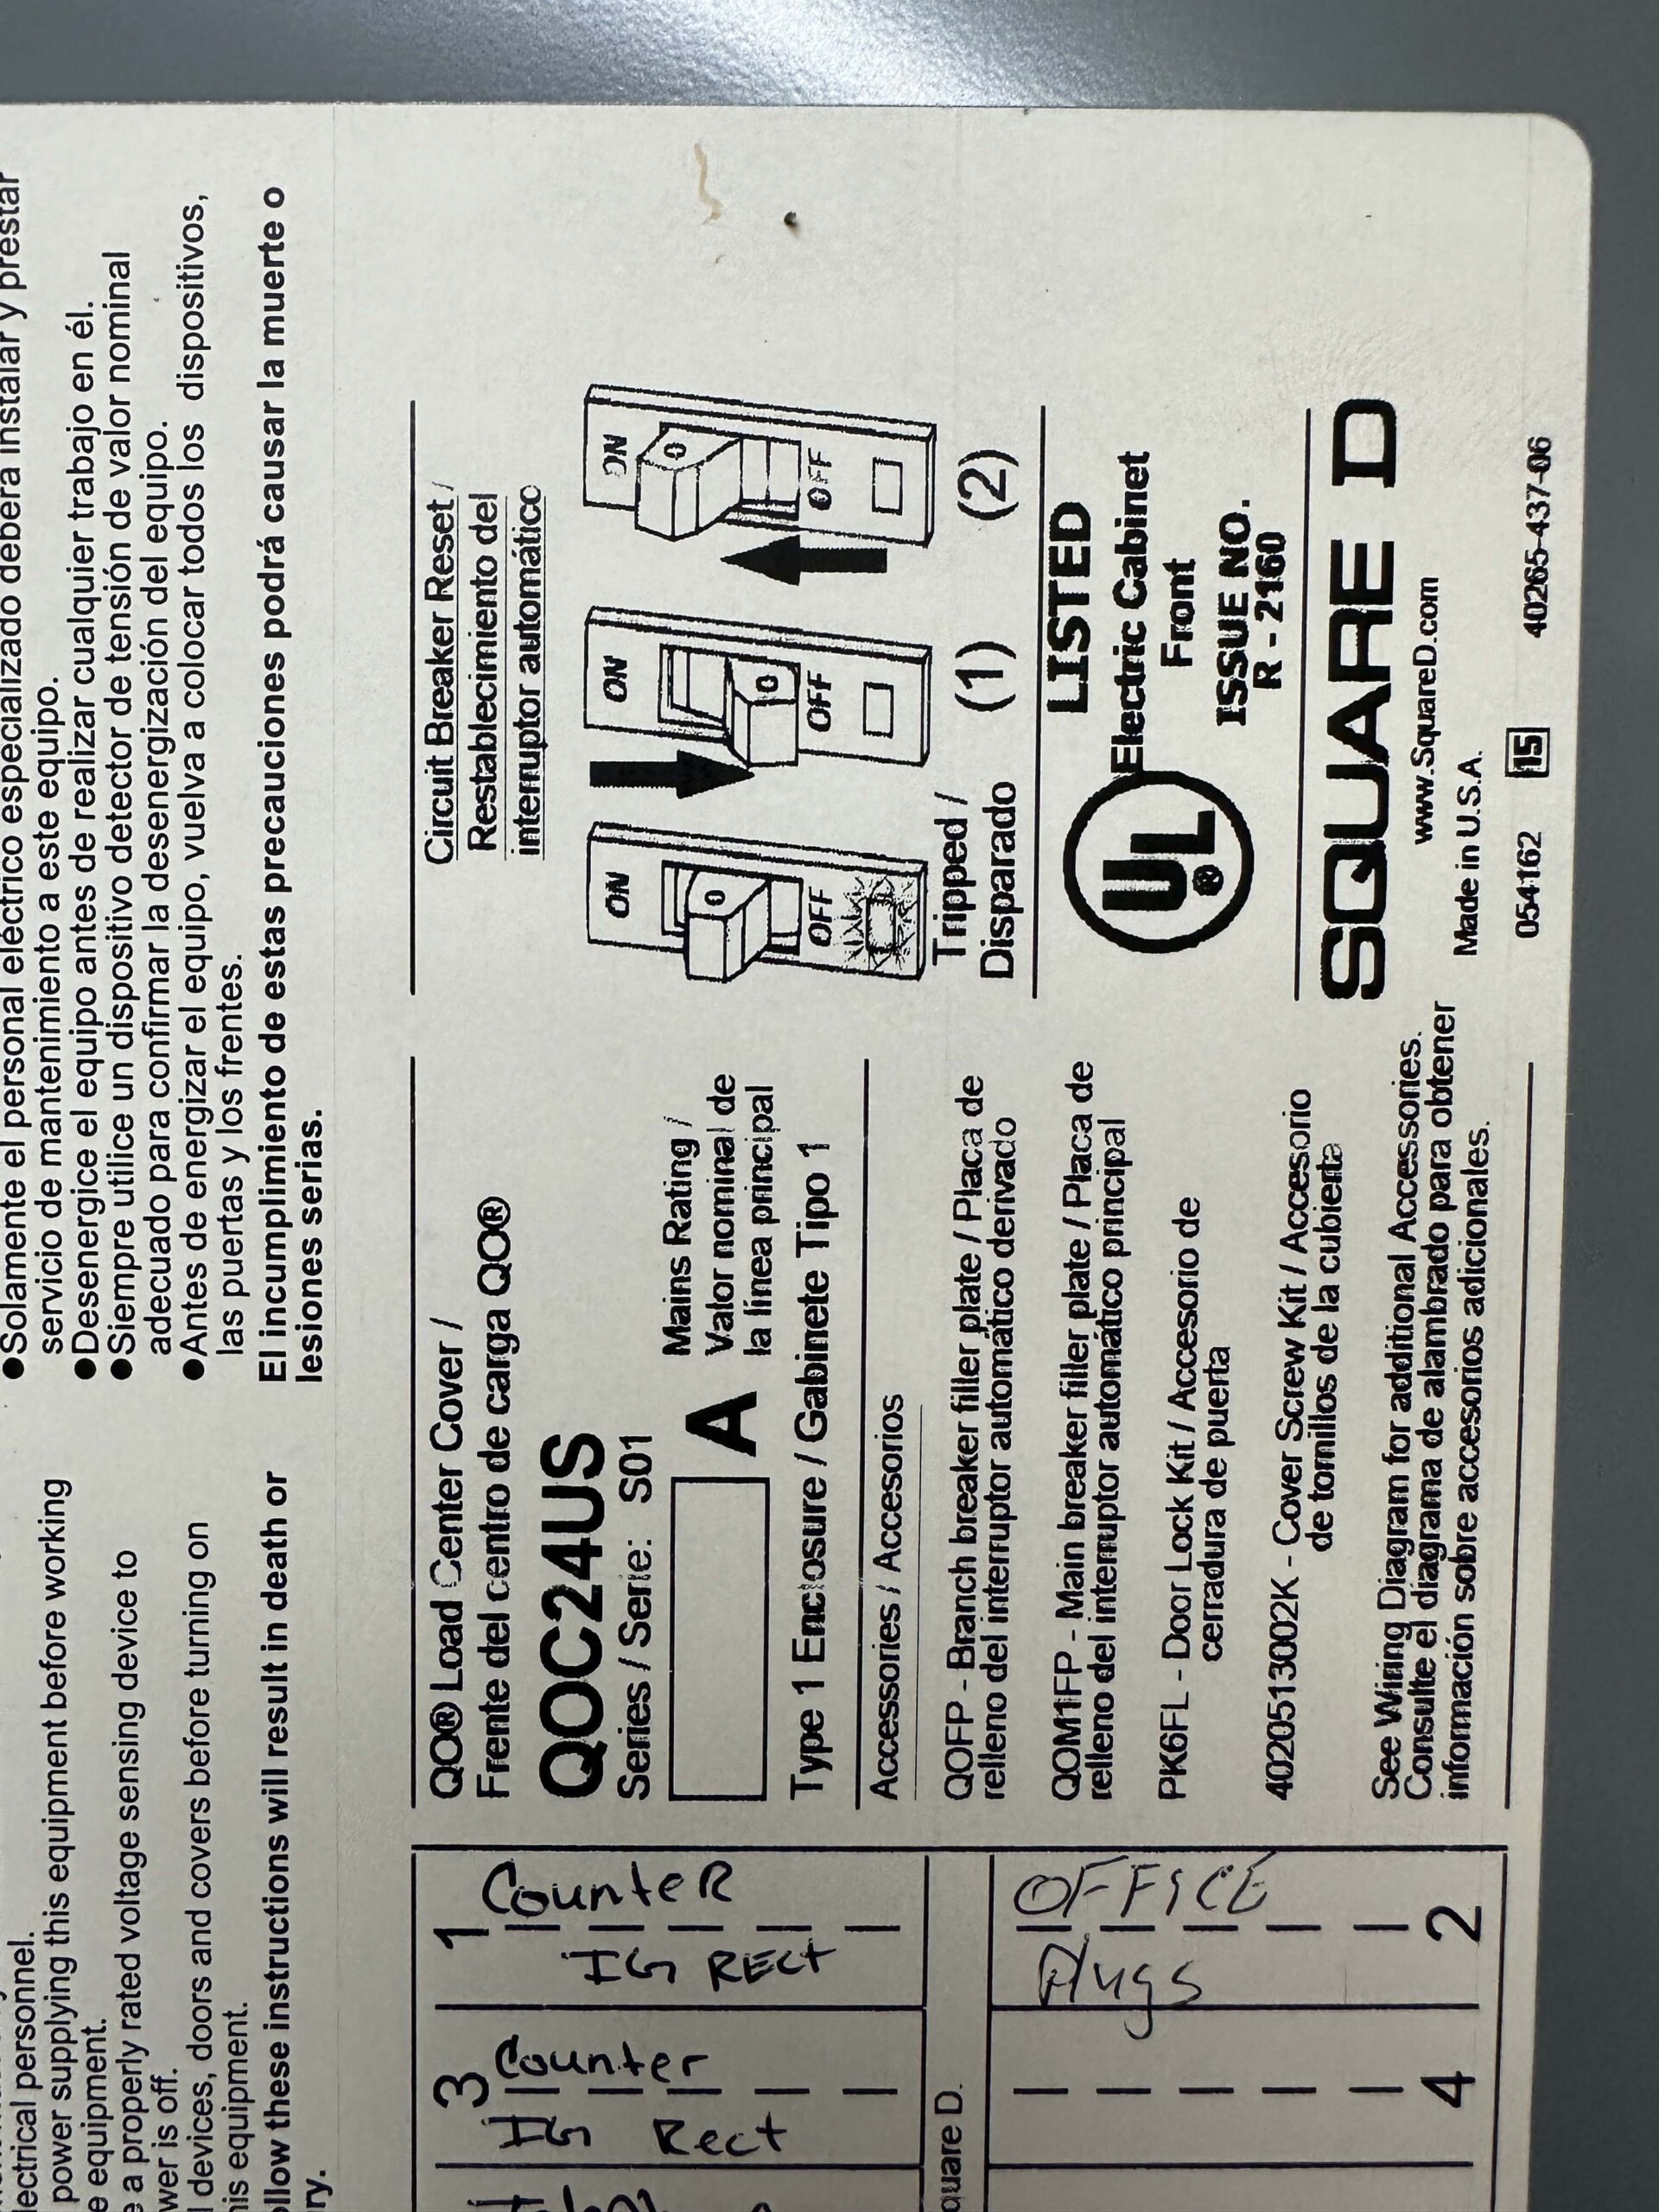 ●Solamente el personal eléctrico especializado deberá instalar y prestar
servicio de mantenimiento a este equipo.
●Desenergice el equipo antes de realizar cualquier trabajo en él.
●Siempre utilice un dispositivo detector de tensión de valor nominal
adecuado para confirmar la desenergización del equipo.
●Antes de energizar el equipo, vuelva a colocar todos los dispositivos,
las puertas y los frentes.
El incumplimiento de estas precauciones podrá causar la muerte o
lesiones serias.
electrical personnel.
power supplying this equipment before working
equipment.
a properly rated voltage sensing device to
is off.
devices, doors and covers before turning on
this equipment.
follow these instructions will result in death or
QO® Load Center Cover /
Frente del centro de carga QO®
QOC24US
Series / Serie: S01
A
Mains Rating /
Valor nominal de
la línea principal
Type 1 Enclosure / Gabinete Tipo 1
Accessories / Accesorios
QOFP - Branch breaker filler plate / Placa de
relleno del interruptor automático derivado
QOM1FP - Main breaker filler plate / Placa de
relleno del interruptor automático principal
PK6FL - Door Lock Kit / Accesorio de
cerradura de puerta
4020513002K - Cover Screw Kit / Accesorio
de tornillos de la cubierta
See Wiring Diagram for additional Accessories.
Consulte el diagrama de alambrado para obtener
información sobre accesorios adicionales.
Circuit Breaker Reset /
Restablecimiento del
interruptor automático
ON
OFF
ON
OFF
ON
OFF
Tripped /
Disparado
(1)
(2)
UL®
LISTED
Electric Cabinet
Front
ISSUE NO.
R - 2160
SQUARE D
www.SquareD.com
Made in U.S.A.
054162 15 40265-437-06
1
Counter
IG Rect
3
Counter
IG Rect
Square D.
OFFICE
Plugs
2
4